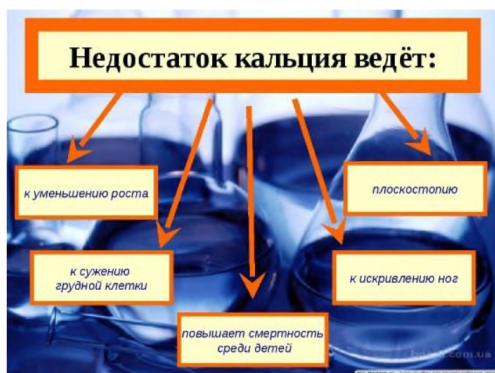 Недостаток кальция ведёт:
к уменьшению роста
плоскостопию
к сужению
грудной клетки
к искривлению ног
повышает смертность
среди детей